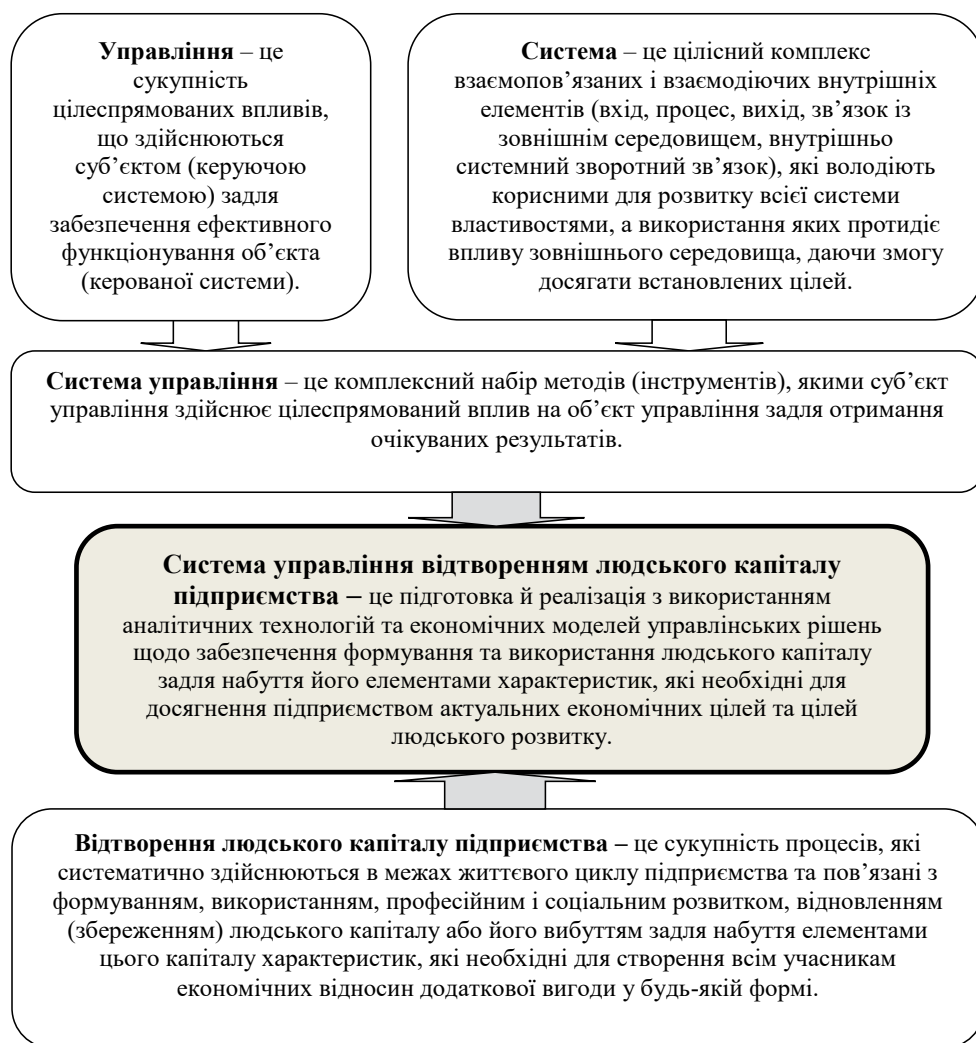 Управління – це
сукупність
цілеспрямованих впливів,
що здійснюються
суб’єктом (керуючою
системою) задля
забезпечення ефективного
функціонування об’єкта
(керованої системи).
Система – це цілісний комплекс
взаємопов’язаних і взаємодіючих внутрішніх
елементів (вхід, процес, вихід, зв’язок із
зовнішнім середовищем, внутрішньо
системний зворотний зв’язок), які володіють
корисними для розвитку всієї системи
властивостями, а використання яких протидіє
впливу зовнішнього середовища, даючи змогу
досягати встановлених цілей.
Система управління – це комплексний набір методів (інструментів), якими суб’єкт
управління здійснює цілеспрямований вплив на об’єкт управління задля отримання
очікуваних результатів.
Система управління відтворенням людського капіталу
підприємства – це підготовка й реалізація з використанням
аналітичних технологій та економічних моделей управлінських рішень
щодо забезпечення формування та використання людського капіталу
задля набуття його елементами характеристик, які необхідні для
досягнення підприємством актуальних економічних цілей та цілей
людського розвитку.
Відтворення людського капіталу підприємства – це сукупність процесів, які
систематично здійснюються в межах життєвого циклу підприємства та пов’язані з
формуванням, використанням, професійним і соціальним розвитком, відновленням
(збереженням) людського капіталу або його вибуттям задля набуття елементами
цього капіталу характеристик, які необхідні для створення всім учасникам
економічних відносин додаткової вигоди у будь-якій формі.